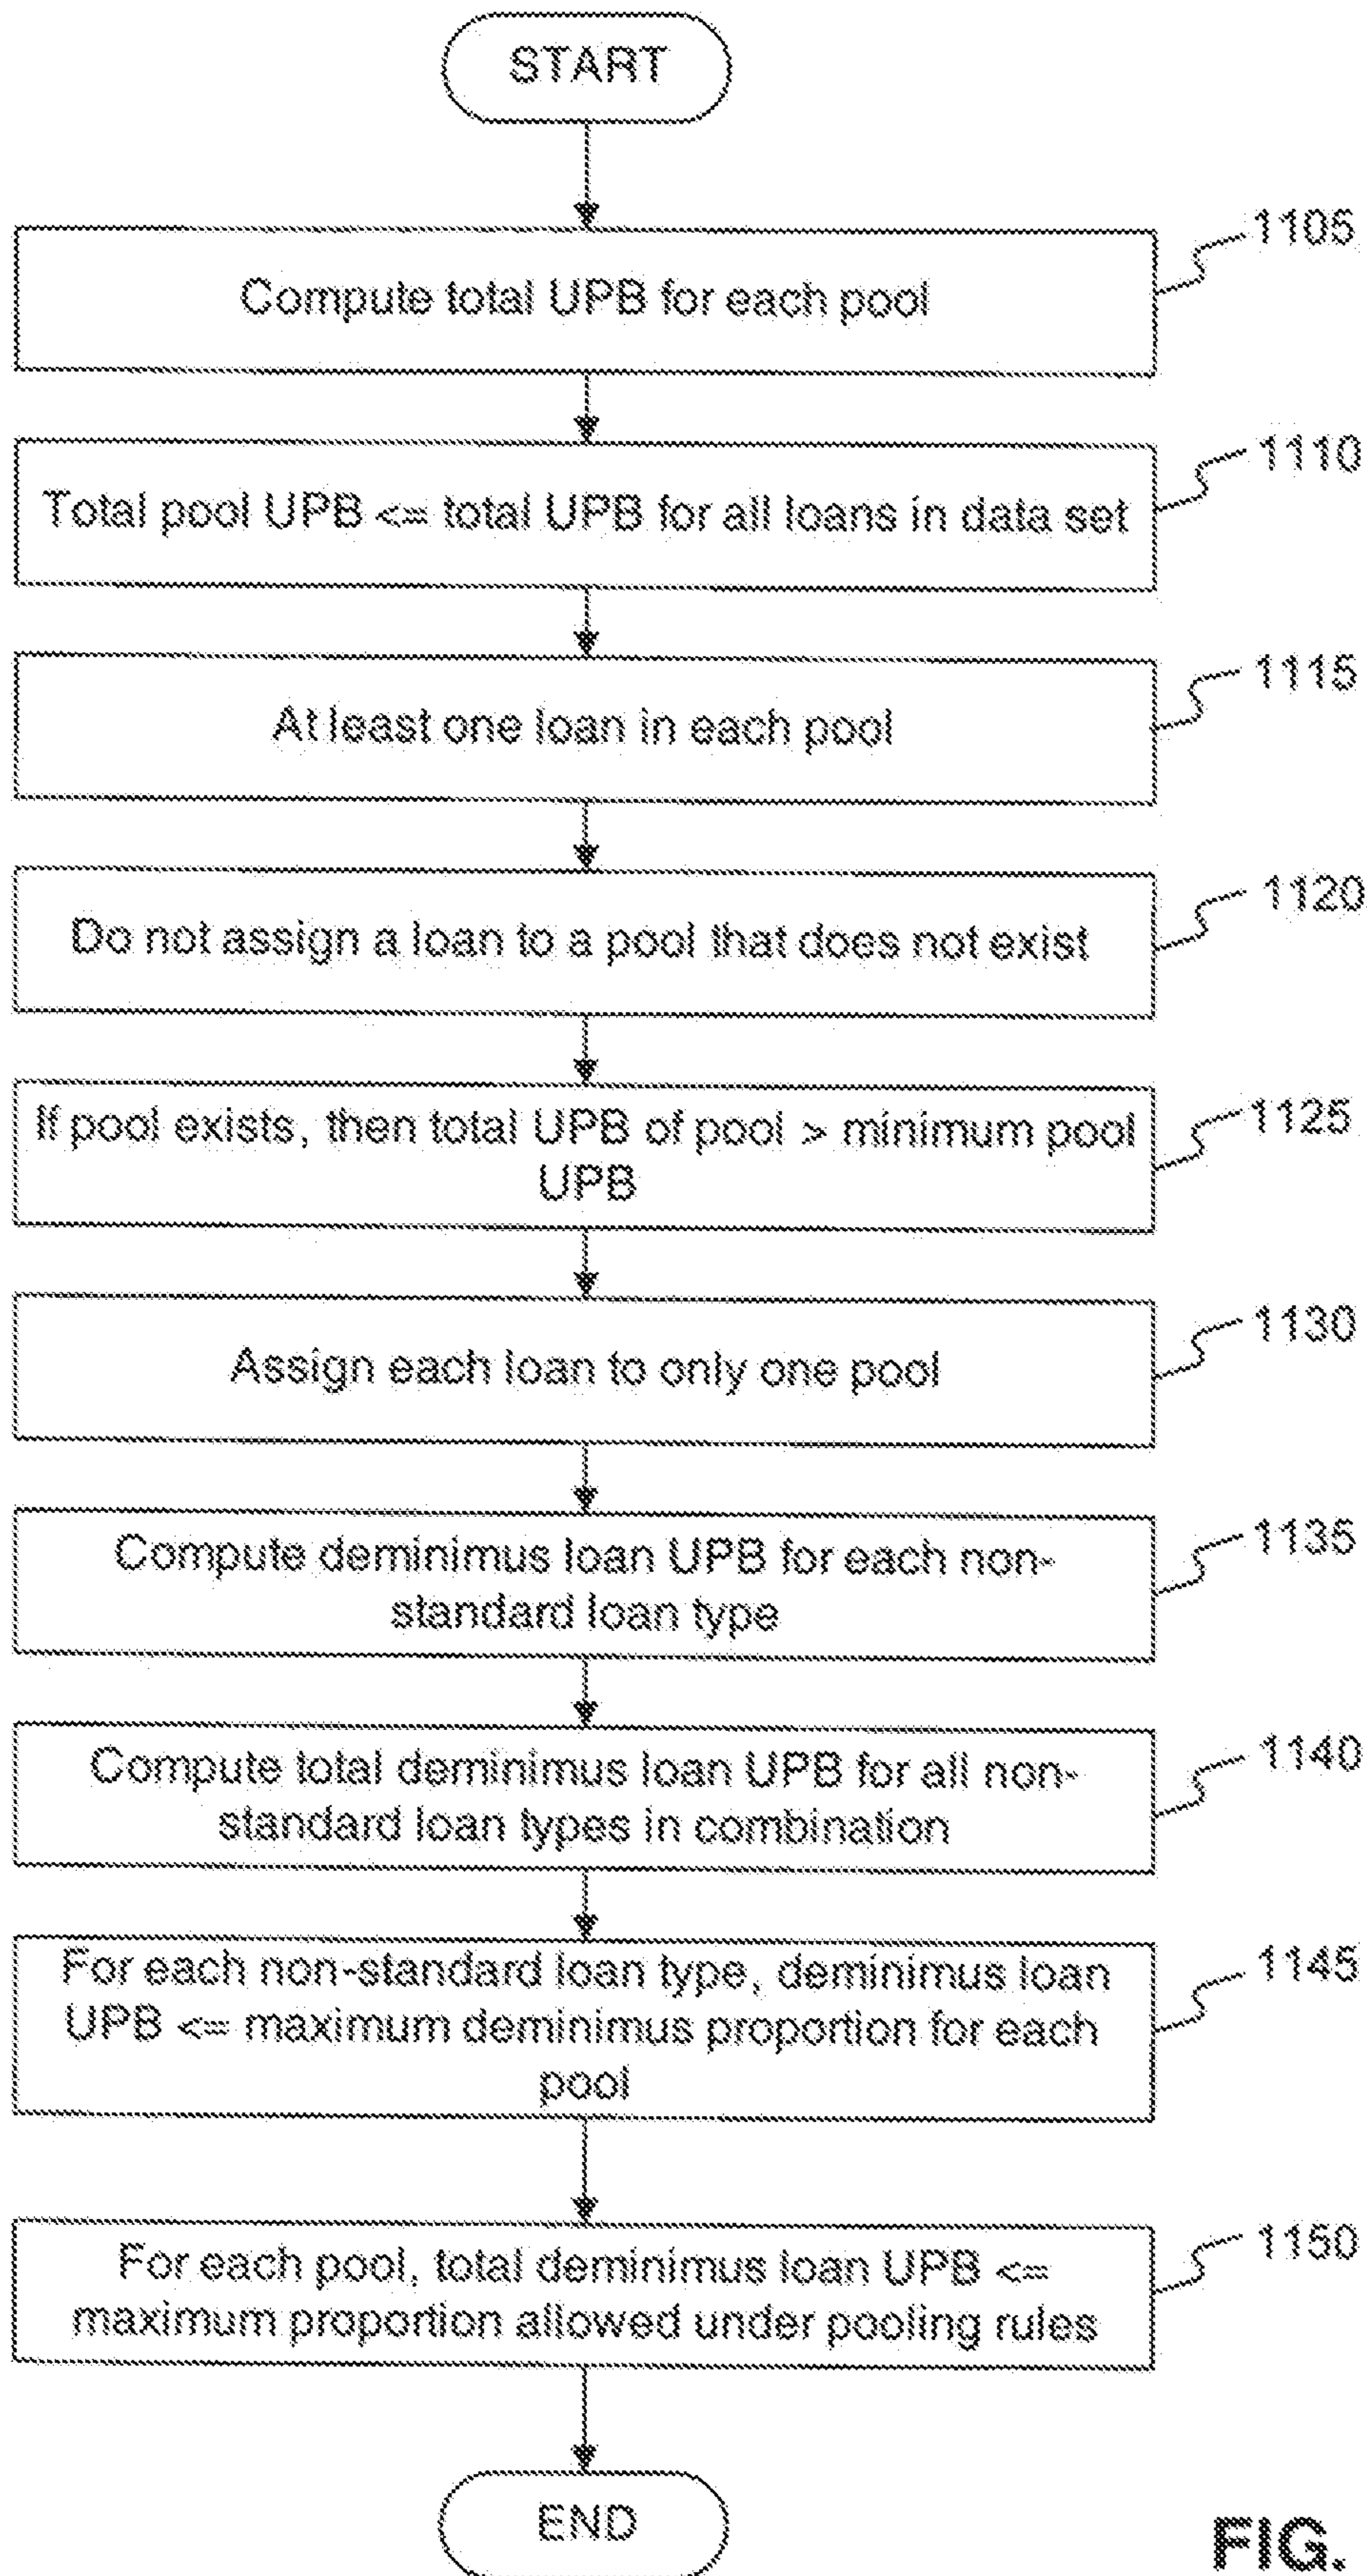 START
1105
Compute total UPB for each pool
1110
Total pool UPB <= total UPB for all loans in data set
1115
At least one loan in each pool
1120
Do not assign a loan to a pool that does not exist
1125
If pool exists, then total UPB of pool > minimum pool
UPB
1130
Assign each loan to only one pool
1135
Compute deminimus loan UPB for each non-
standard loan type
1140
Compute total deminimus loan UPB for all non-
standard loan types in combination
1145
For each non-standard loan type, deminimus loan
UPB <= maximum deminimus proportion for each
pool
1150
For each pool, total deminimus loan UPB <=
maximum proportion allowed under pooling rules
END
FIG.